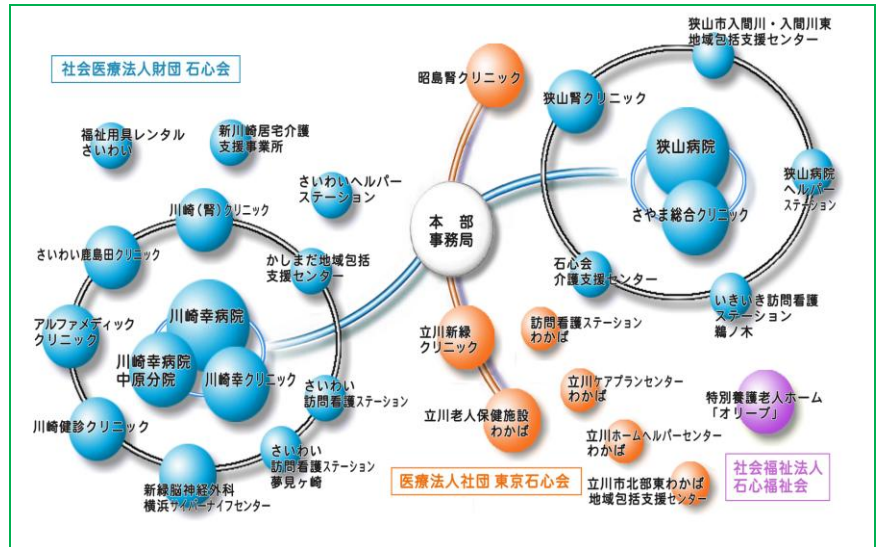 社会医療法人財団 石心会
福祉用具レンタル
さいわい
新川崎居宅介護
支援事業所
さいわいヘルパー
ステーション
川崎(腎)クリニック
さいわい鹿島田クリニック
かしまだ地域包括
支援センター
アルファメディック
クリニック
川崎幸病院
川崎幸病院
中原分院
川崎幸クリニック
さいわい
訪問看護ステーション
川崎健診クリニック
さいわい
訪問看護ステーション
夢見ヶ崎
新緑脳神経外科
横浜サイバーナイフセンター
昭島腎クリニック
本 部
事務局
立川新緑
クリニック
立川老人保健施設
わかば
訪問看護ステーション
わかば
立川ケアプランセンター
わかば
立川ホームヘルパーセンター
わかば
立川市北部東わかば
地域包括支援センター
医療法人社団 東京石心会
狭山市入間川・入間川東
地域包括支援センター
狭山腎クリニック
狭山病院
さやま総合クリニック
狭山病院
ヘルパー
ステーション
石心会
介護支援センター
いきいき訪問看護
ステーション
鵜ノ木
特別養護老人ホーム
「オリーブ」
社会福祉法人
石心福祉会